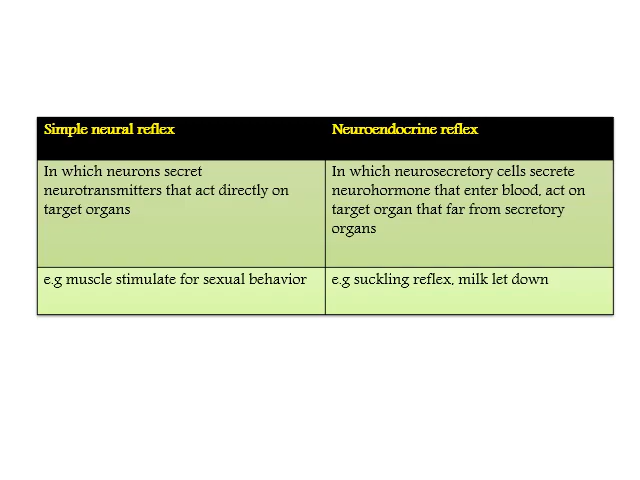 Simple neural reflex
Neuroendocrine reflex
In which neurons secret
neurotransmitters that act directly on
target organs
In which neurosecretory cells secrete
neurohormone that enter blood, act on
target organ that far from secretory
organs
e.g muscle stimulate for sexual behavior
e.g suckling reflex, milk let down